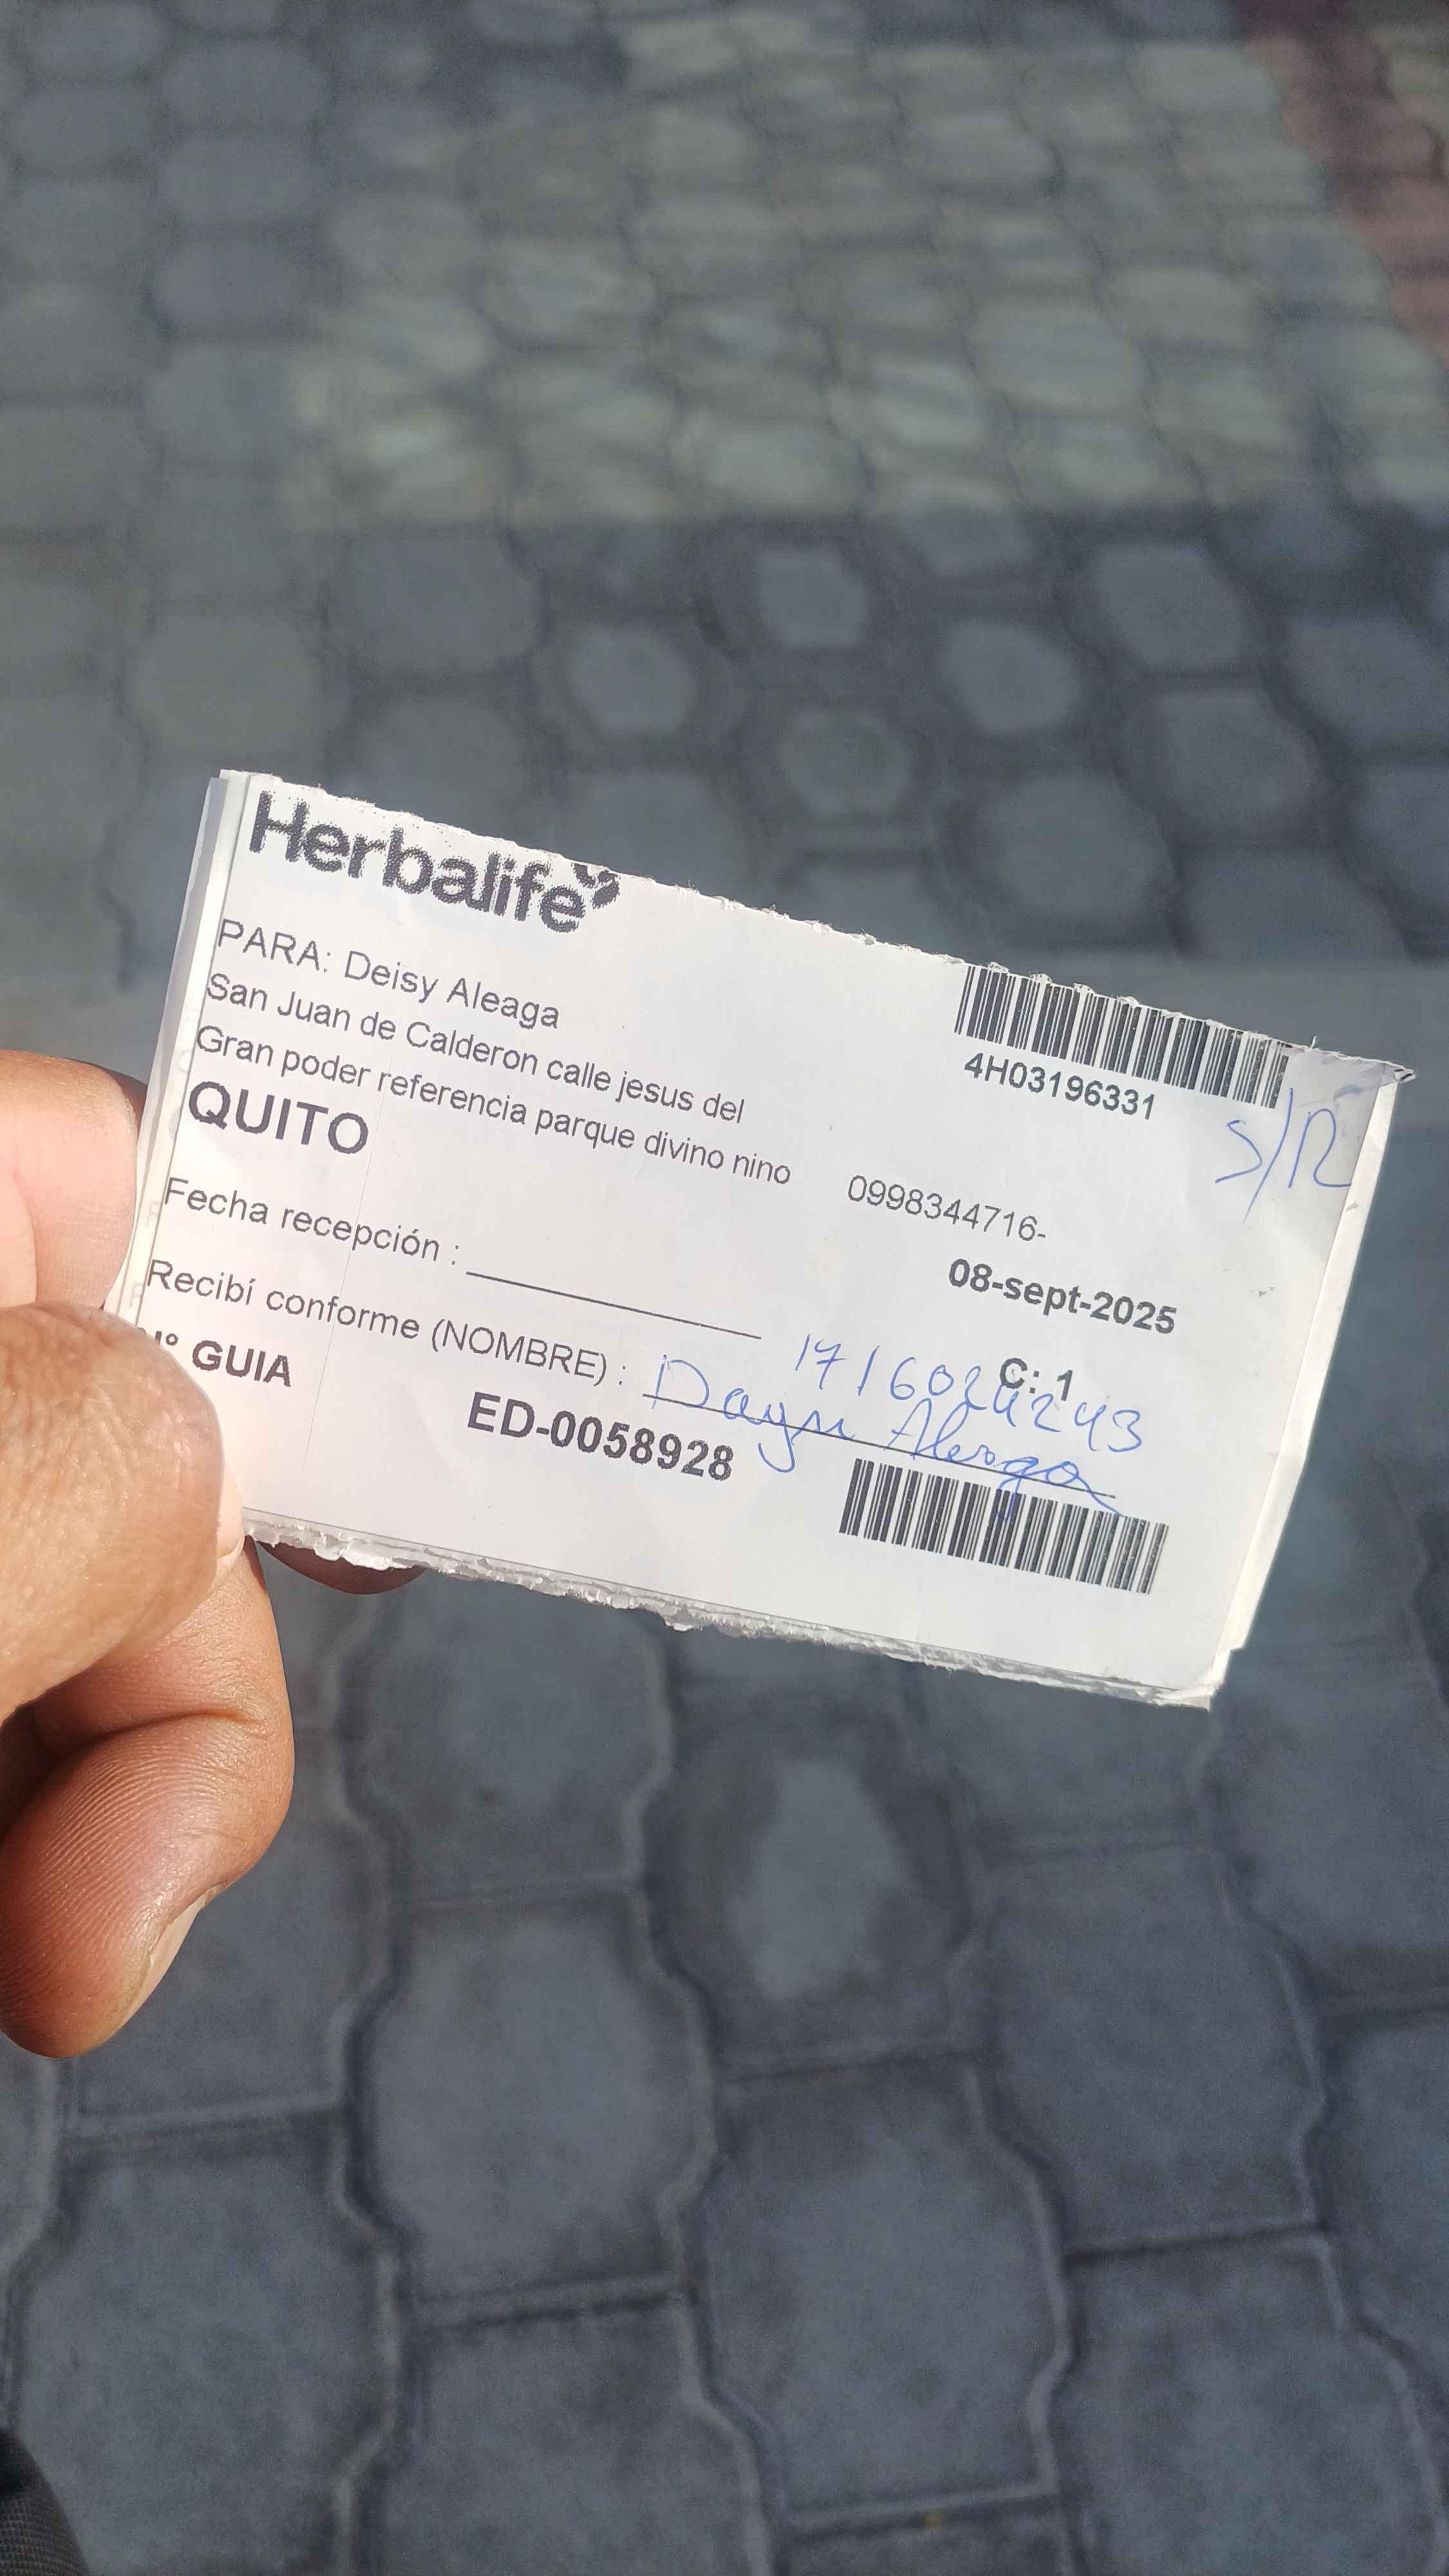 Herbalife
PARA: Deisy Aleaga
San Juan de Calderon calle jesus del
Gran poder referencia parque divino nino
QUITO
4H03196331
S/R
0998344716-
08-sept-2025
Fecha recepción :
C: 1
1716024243
Recibí conforme (NOMBRE) : Aleaga
N° GUIA
ED-0058928